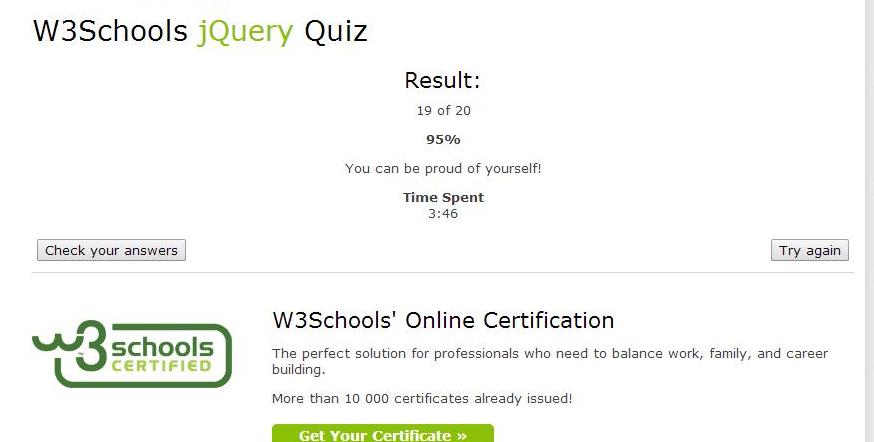 W3Schools jQuery Quiz
Result:
19 of 20
95%
You can be proud of yourself!
Time Spent
3:46
Check your answers
Try again
w3 schools
CERTIFIED
W3Schools' Online Certification
The perfect solution for professionals who need to balance work, family, and career
building.
More than 10 000 certificates already issued!
Get Your Certificate »